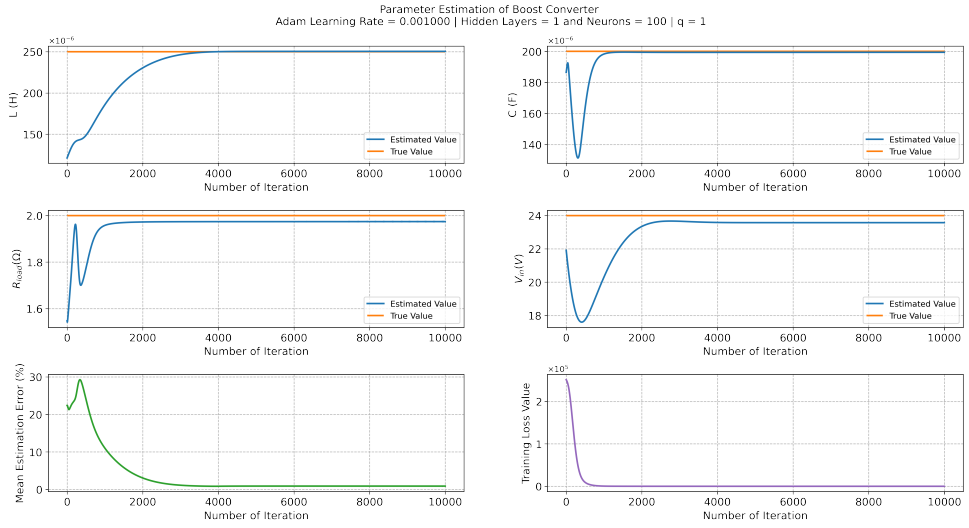 Parameter Estimation of Boost Converter
Adam Learning Rate = 0.001000 | Hidden Layers = 1 and Neurons = 100 | q = 1
×10⁻⁶
250
200
150
L (H)
0 2000 4000 6000 8000 10000
Number of Iteration
Estimated Value
True Value
×10⁻⁶
200
180
160
140
C (F)
0 2000 4000 6000 8000 10000
Number of Iteration
Estimated Value
True Value
2.0
1.8
1.6
R_load(Ω)
0 2000 4000 6000 8000 10000
Number of Iteration
Estimated Value
True Value
24
22
20
18
V_in(V)
0 2000 4000 6000 8000 10000
Number of Iteration
Estimated Value
True Value
30
20
10
0
Mean Estimation Error (%)
0 2000 4000 6000 8000 10000
Number of Iteration
×10⁵
2
1
0
Training Loss Value
0 2000 4000 6000 8000 10000
Number of Iteration